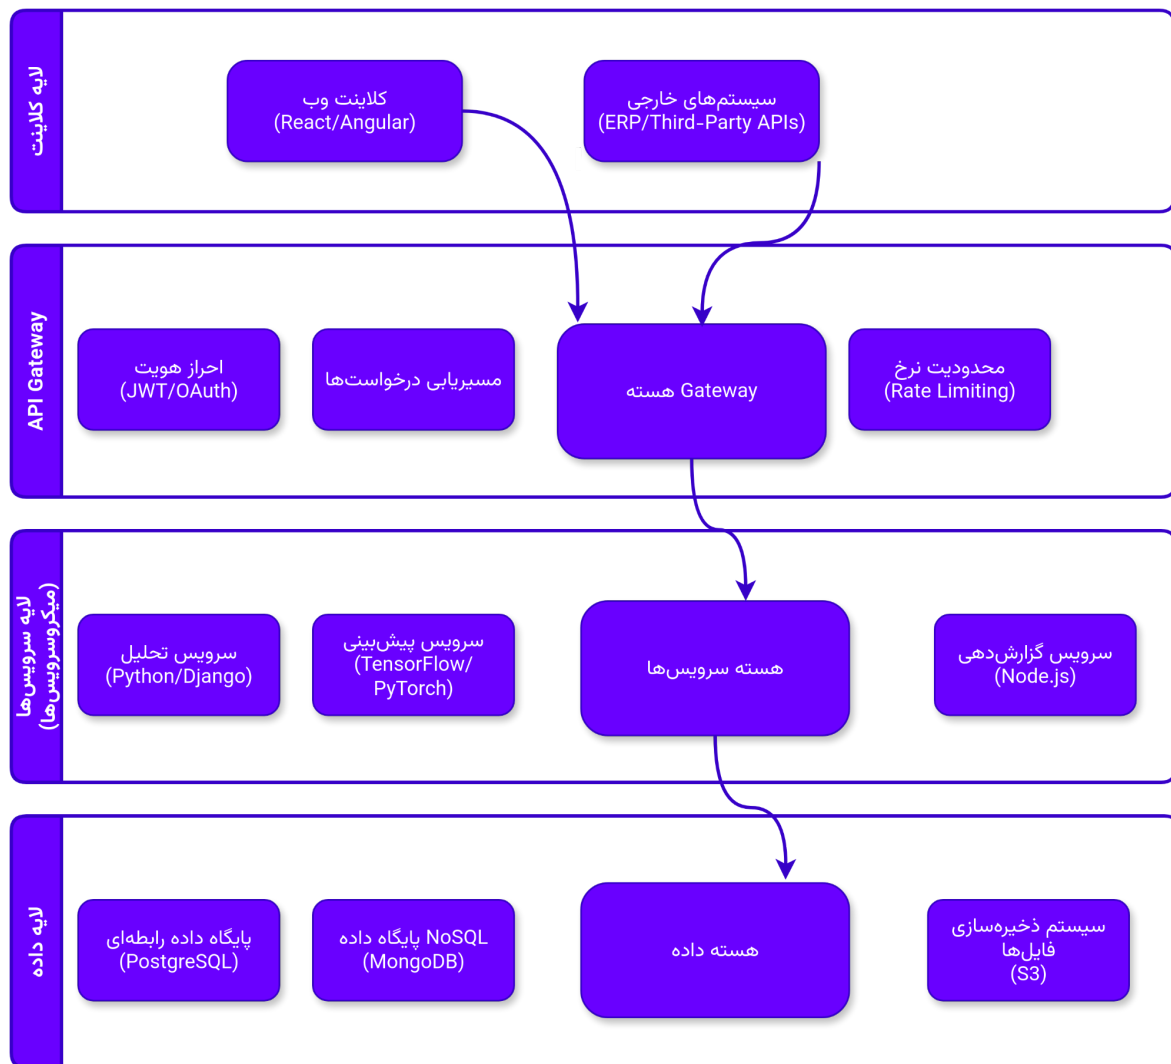 لایه کلاینت
کلاینت وب
(React/Angular)
سیستم‌های خارجی
(ERP/Third-Party APIs)
API Gateway
احراز هویت
(JWT/OAuth)
مسیریابی درخواست‌ها
هسته Gateway
محدودیت نرخ
(Rate Limiting)
لایه سرویس‌ها
(میکروسرویس‌ها)
سرویس تحلیل
(Python/Django)
سرویس پیش‌بینی
(TensorFlow/
PyTorch)
هسته سرویس‌ها
سرویس گزارش‌دهی
(Node.js)
لایه داده
پایگاه داده رابطه‌ای
(PostgreSQL)
پایگاه داده NoSQL
(MongoDB)
هسته داده
سیستم ذخیره‌سازی
فایل‌ها
(S3)